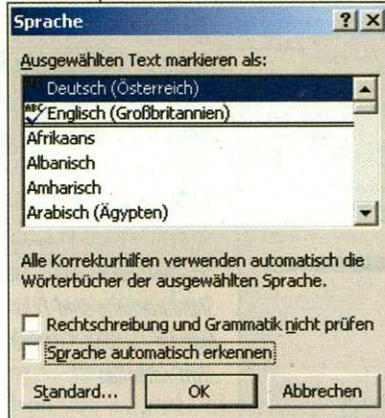 Sprache
Ausgewählten Text markieren als:
Deutsch (Österreich)
ABC Englisch (Großbritannien)
Afrikaans
Albanisch
Amharisch
Arabisch (Ägypten)
Alle Korrekturhilfen verwenden automatisch die
Wörterbücher der ausgewählten Sprache.
Rechtschreibung und Grammatik nicht prüfen
Sprache automatisch erkennen
Standard...
OK
Abbrechen